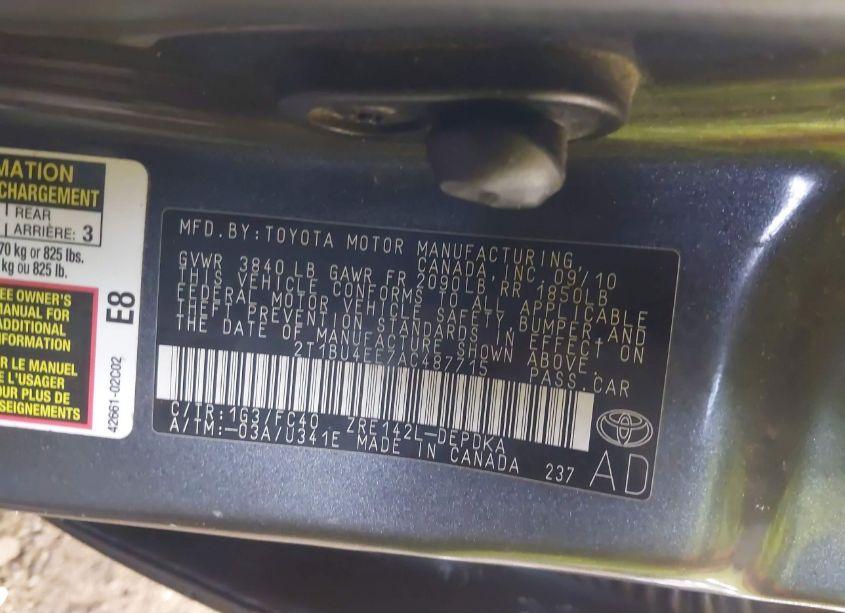 MATION
CHARGEMENT
REAR
ARRIÈRE: 3
70 kg or 825 lbs.
kg ou 825 lb.
EE OWNER'S
MANUAL FOR
ADDITIONAL
INFORMATION
R LE MANUEL
E L'USAGER
POUR PLUS DE
SEIGNEMENTS
E8
42661-02C02
MFD. BY: TOYOTA MOTOR MANUFACTURING
CANADA, INC. 09/10
GVWR 3840 LB GAWR FR 2090LB, RR 1850LB
THIS VEHICLE CONFORMS TO ALL APPLICABLE
FEDERAL MOTOR VEHICLE SAFETY, BUMPER, AND
THEFT PREVENTION STANDARDS IN EFFECT ON
THE DATE OF MANUFACTURE SHOWN ABOVE.
2T1BU4EE7AC487715 PASS.CAR
C/TR: 1G3/FC40 ZRE142L-DEPDKA
A/TM: -03A/U341E MADE IN CANADA 237
AD